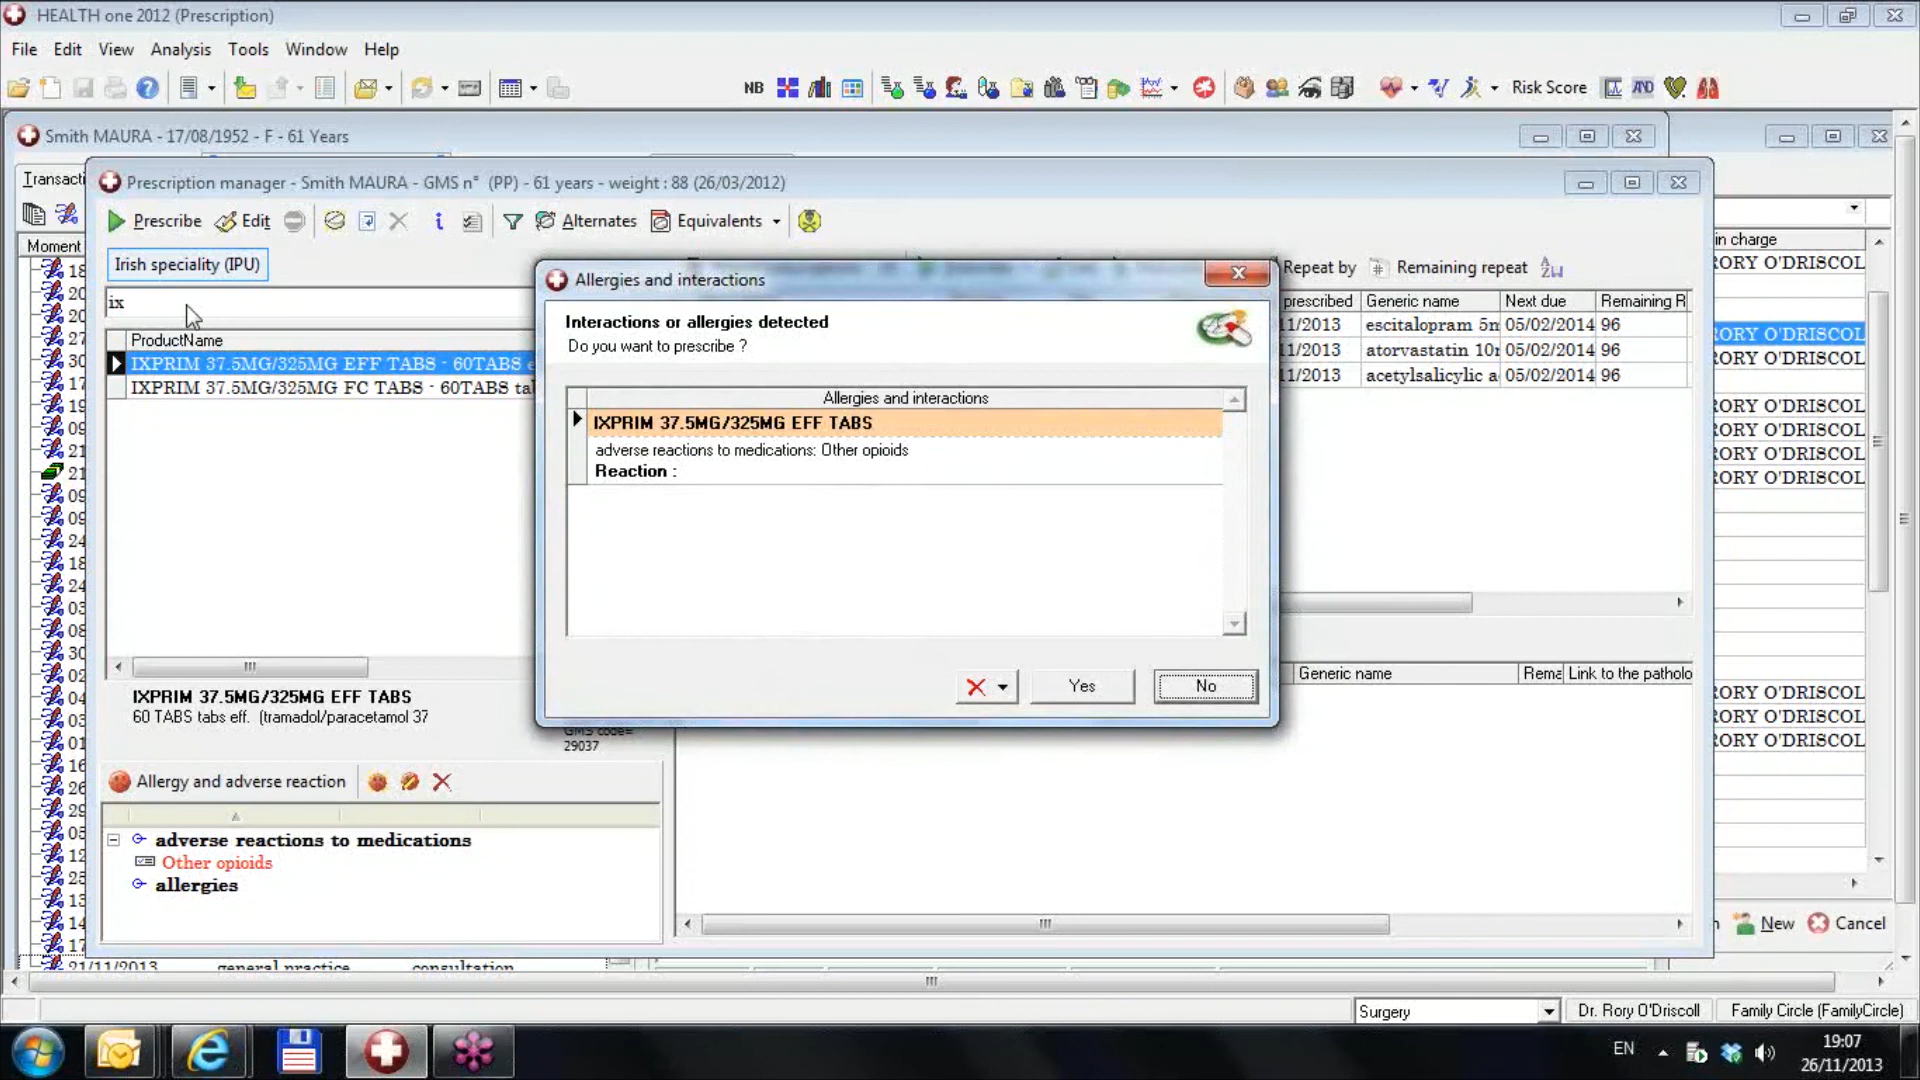 HEALTH one 2012 (Prescription)
File Edit View Analysis Tools Window Help
NB Risk Score AND
Smith MAURA - 17/08/1952 - F - 61 Years
Transacti
Prescription manager - Smith MAURA - GMS n° (PP) - 61 years - weight : 88 (26/03/2012)
Prescribe Edit i Alternates Equivalents
Moment
Irish speciality (IPU)
ix
ProductName
IXPRIM 37.5MG/325MG EFF TABS - 60TABS e
IXPRIM 37.5MG/325MG FC TABS - 60TABS ta
Allergies and interactions
Interactions or allergies detected
Do you want to prescribe ?
Allergies and interactions
IXPRIM 37.5MG/325MG EFF TABS
adverse reactions to medications: Other opioids
Reaction :
Yes No
Repeat by # Remaining repeat
prescribed Generic name Next due Remaining R
11/2013 escitalopram 5m 05/02/2014 96
11/2013 atorvastatin 10m 05/02/2014 96
11/2013 acetylsalicylic a 05/02/2014 96
in charge
RORY O'DRISCOL
RORY O'DRISCOL
RORY O'DRISCOL
RORY O'DRISCOL
RORY O'DRISCOL
RORY O'DRISCOL
RORY O'DRISCOL
RORY O'DRISCOL
RORY O'DRISCOL
RORY O'DRISCOL
Generic name Rema Link to the patholo
IXPRIM 37.5MG/325MG EFF TABS
60 TABS tabs eff. (tramadol/paracetamol 37
GMS code=
29037
Allergy and adverse reaction
adverse reactions to medications
Other opioids
allergies
New Cancel
21/11/2013 general practice consultation
Surgery Dr. Rory O'Driscoll Family Circle (FamilyCircle)
EN 19:07
26/11/2013